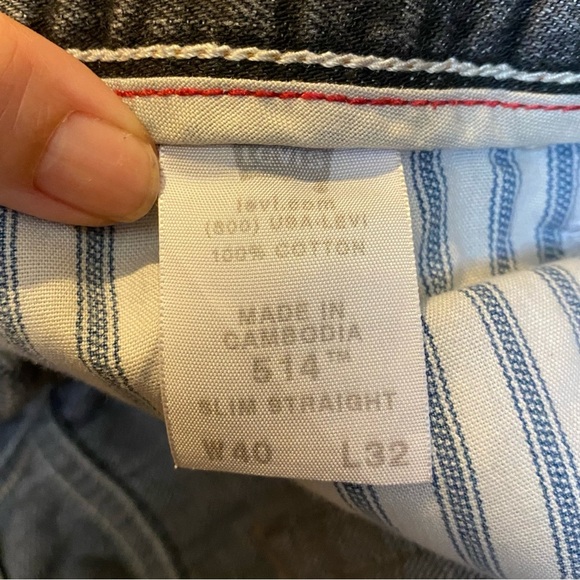 levi.com
(800) USA-LEVI
100% COTTON
MADE IN
CAMBODIA
514™
SLIM STRAIGHT
W40 L32